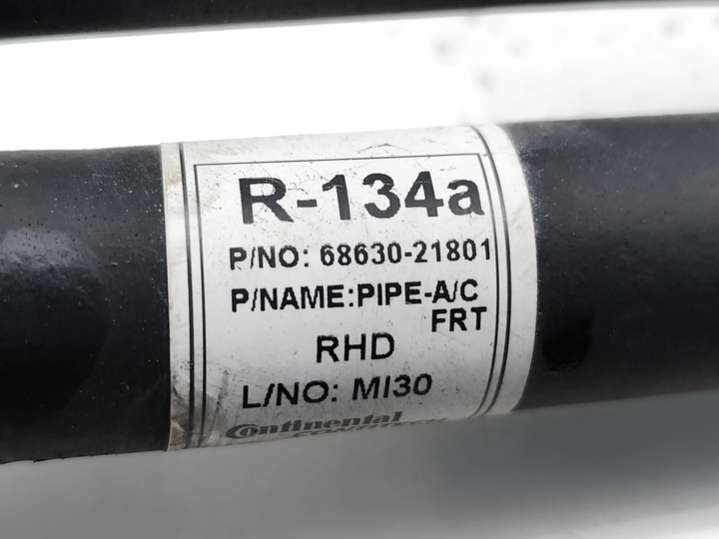 R-134a
P/NO: 68630-21801
P/NAME:PIPE-A/C
FRT
RHD
L/NO: MI30
Continental